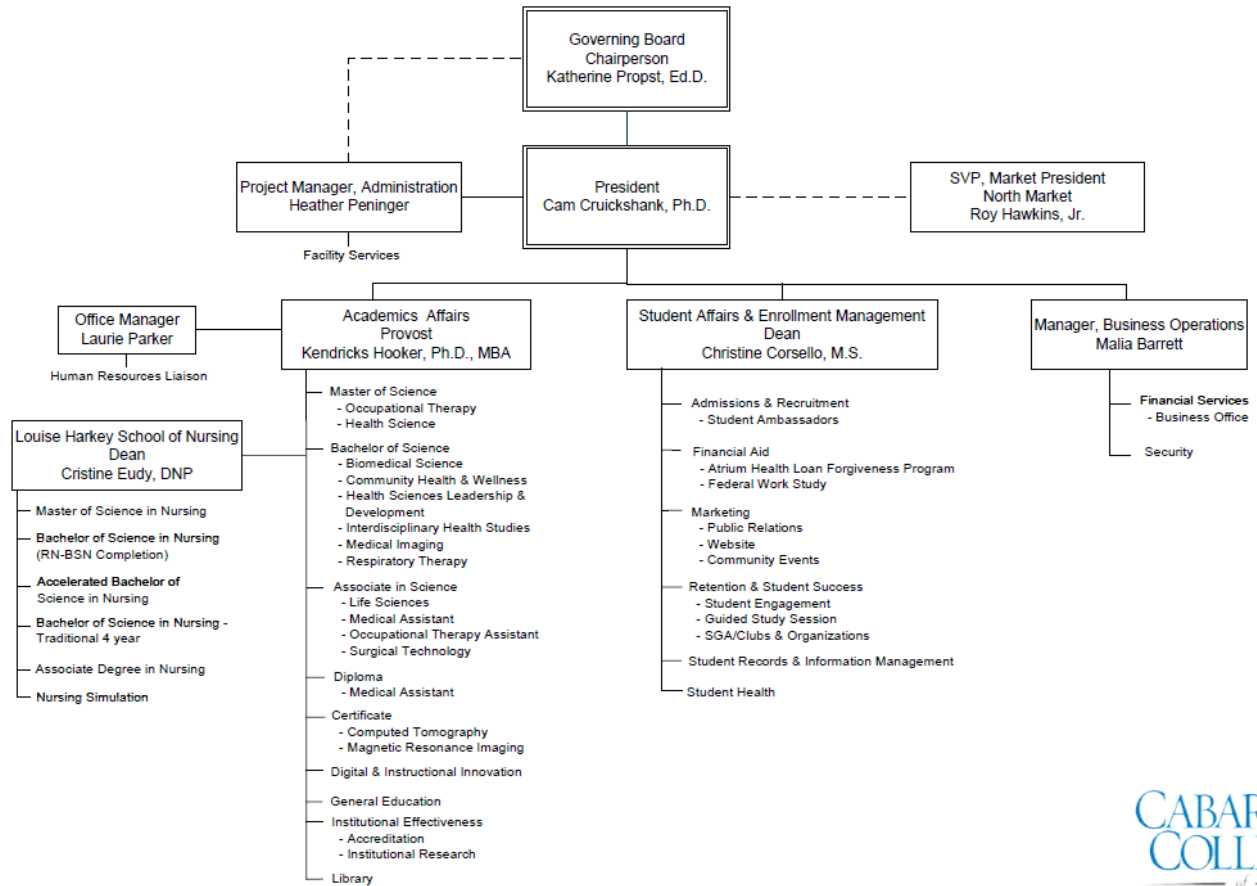 Governing Board
Chairperson
Katherine Propst, Ed.D.
Project Manager, Administration
Heather Peninger
Facility Services
President
Cam Cruickshank, Ph.D.
SVP, Market President
North Market
Roy Hawkins, Jr.
Office Manager
Laurie Parker
Human Resources Liaison
Academics Affairs
Provost
Kendricks Hooker, Ph.D., MBA
Student Affairs & Enrollment Management
Dean
Christine Corsello, M.S.
Manager, Business Operations
Malia Barrett
Louise Harkey School of Nursing
Dean
Cristine Eudy, DNP
Master of Science in Nursing
Bachelor of Science in Nursing
(RN-BSN Completion)
Accelerated Bachelor of
Science in Nursing
Bachelor of Science in Nursing -
Traditional 4 year
Associate Degree in Nursing
Nursing Simulation
Master of Science
- Occupational Therapy
- Health Science
Bachelor of Science
- Biomedical Science
- Community Health & Wellness
- Health Sciences Leadership &
Development
- Interdisciplinary Health Studies
- Medical Imaging
- Respiratory Therapy
Associate in Science
- Life Sciences
- Medical Assistant
- Occupational Therapy Assistant
- Surgical Technology
Diploma
- Medical Assistant
Certificate
- Computed Tomography
- Magnetic Resonance Imaging
Digital & Instructional Innovation
General Education
Institutional Effectiveness
- Accreditation
- Institutional Research
Library
Admissions & Recruitment
- Student Ambassadors
Financial Aid
- Atrium Health Loan Forgiveness Program
- Federal Work Study
Marketing
- Public Relations
- Website
- Community Events
Retention & Student Success
- Student Engagement
- Guided Study Session
- SGA/Clubs & Organizations
Student Records & Information Management
Student Health
Financial Services
- Business Office
Security
CABAR
COLL
of